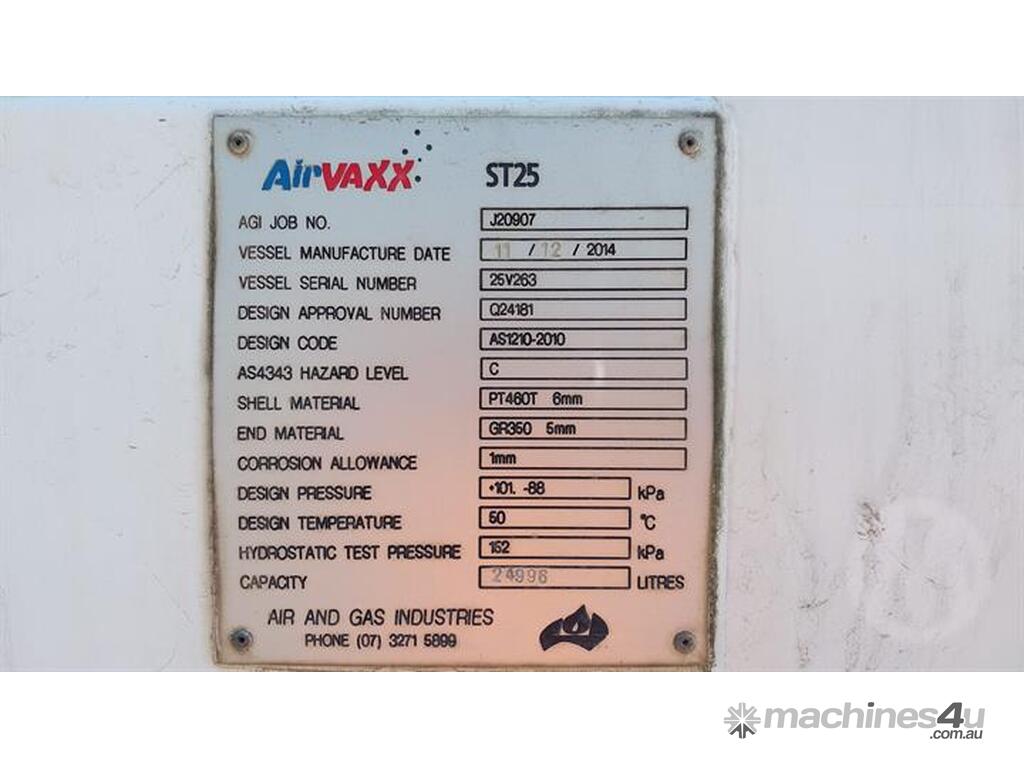 AirVAXX ST25
AGI JOB NO. J20907
VESSEL MANUFACTURE DATE 11 / 12 / 2014
VESSEL SERIAL NUMBER 25V263
DESIGN APPROVAL NUMBER Q24181
DESIGN CODE AS1210-2010
AS4343 HAZARD LEVEL C
SHELL MATERIAL PT460T 6mm
END MATERIAL GR350 5mm
CORROSION ALLOWANCE 1mm
DESIGN PRESSURE +101. -88 kPa
DESIGN TEMPERATURE 50 °C
HYDROSTATIC TEST PRESSURE 152 kPa
CAPACITY 24996 LITRES
AIR AND GAS INDUSTRIES
PHONE (07) 3271 5899
machines4u
.com.au